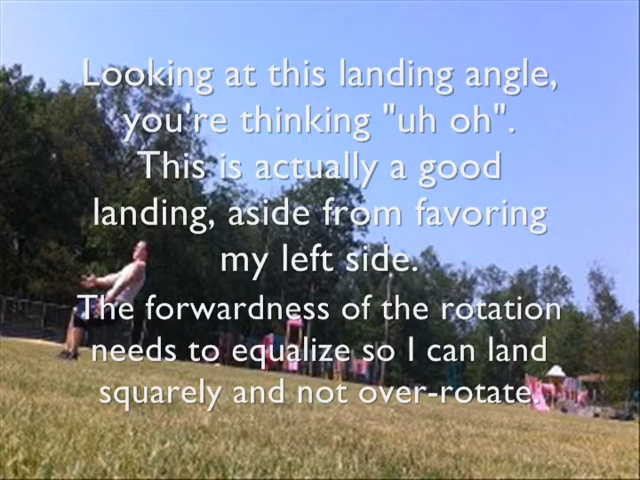 Looking at this landing angle,
you're thinking "uh oh".
This is actually a good
landing, aside from favoring
my left side.
The forwardness of the rotation
needs to equalize so I can land
squarely and not over-rotate.